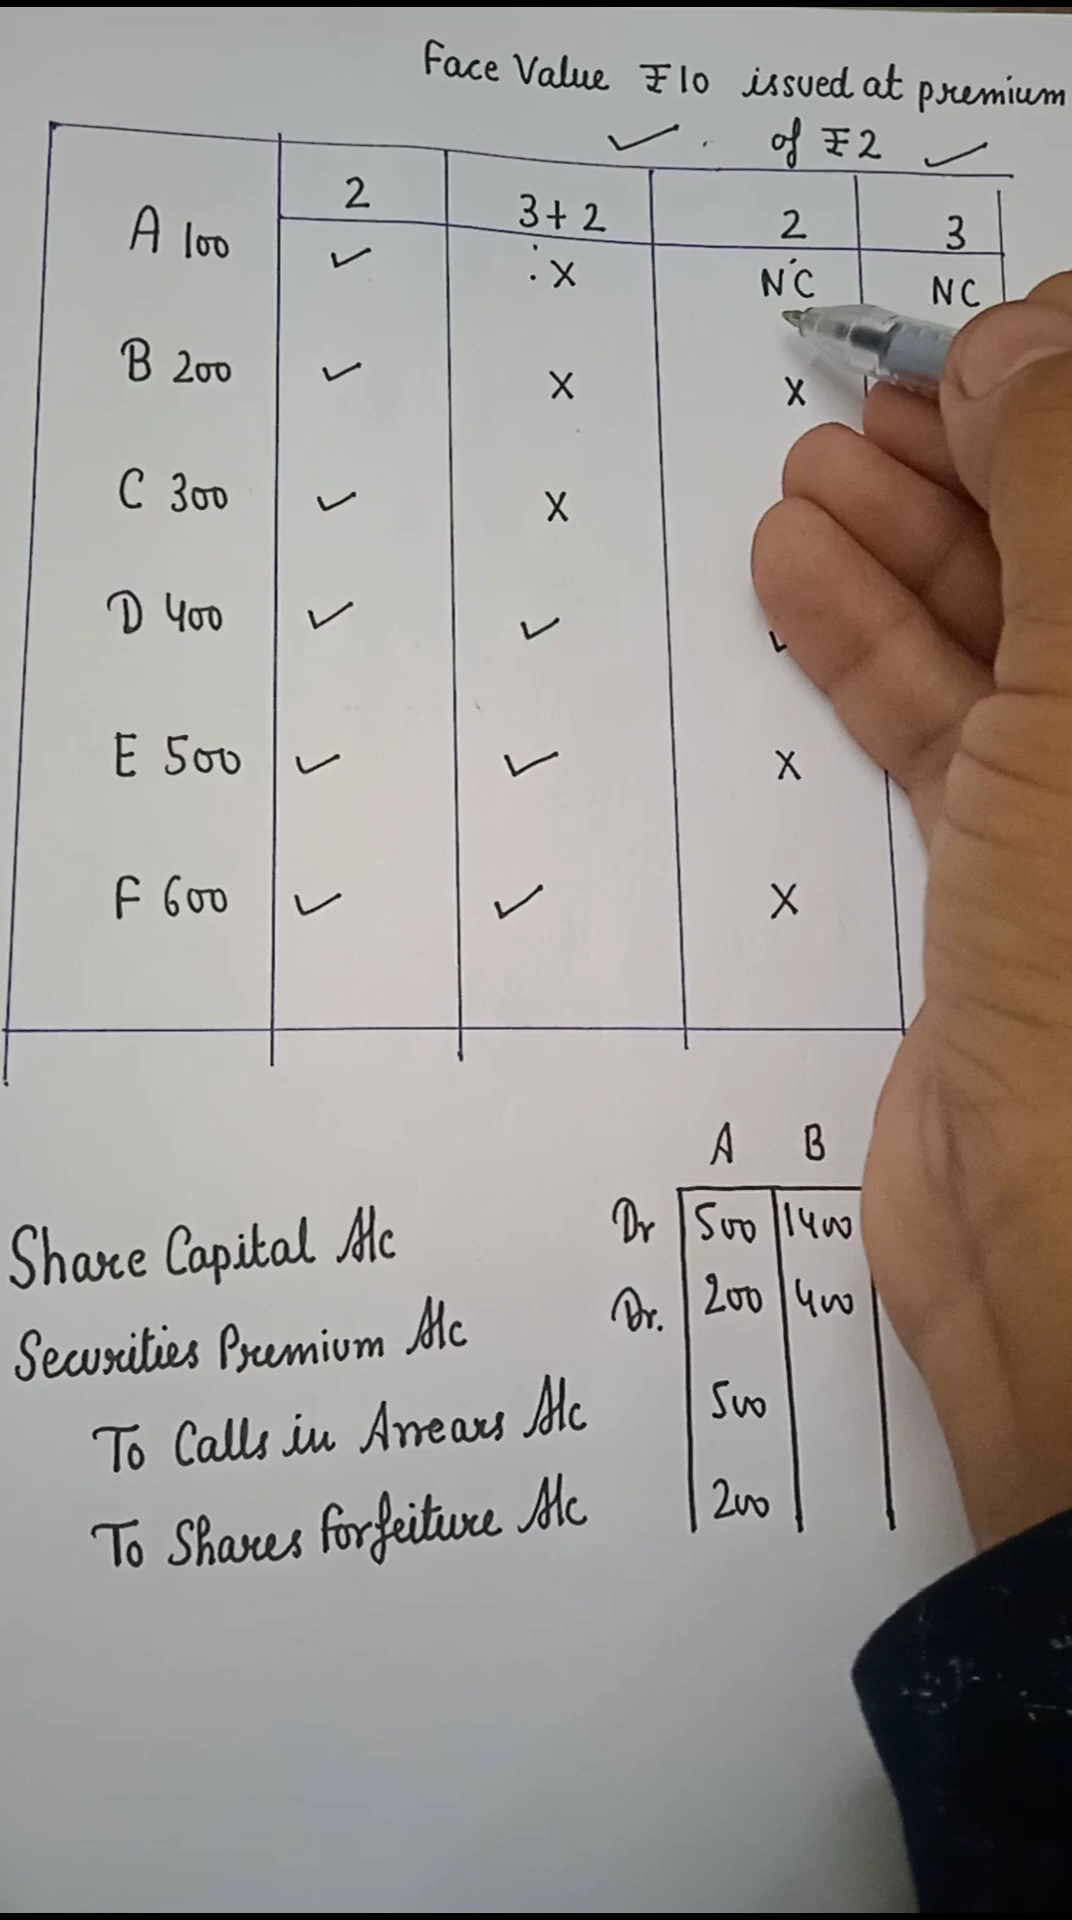 Face Value ₹10 issued at premium
✓ of ₹2 ✓
A 100 2 3+2 2 3
✓ X NC NC
B 200 ✓ X X
C 300 ✓ X
D 400 ✓ ✓
E 500 ✓ ✓ X
F 600 ✓ ✓ X
A B
Share Capital A/c Dr 500 1400
Securities Premium A/c Dr. 200 400
To Calls in Arrears A/c 500
To Shares Forfeiture A/c 200